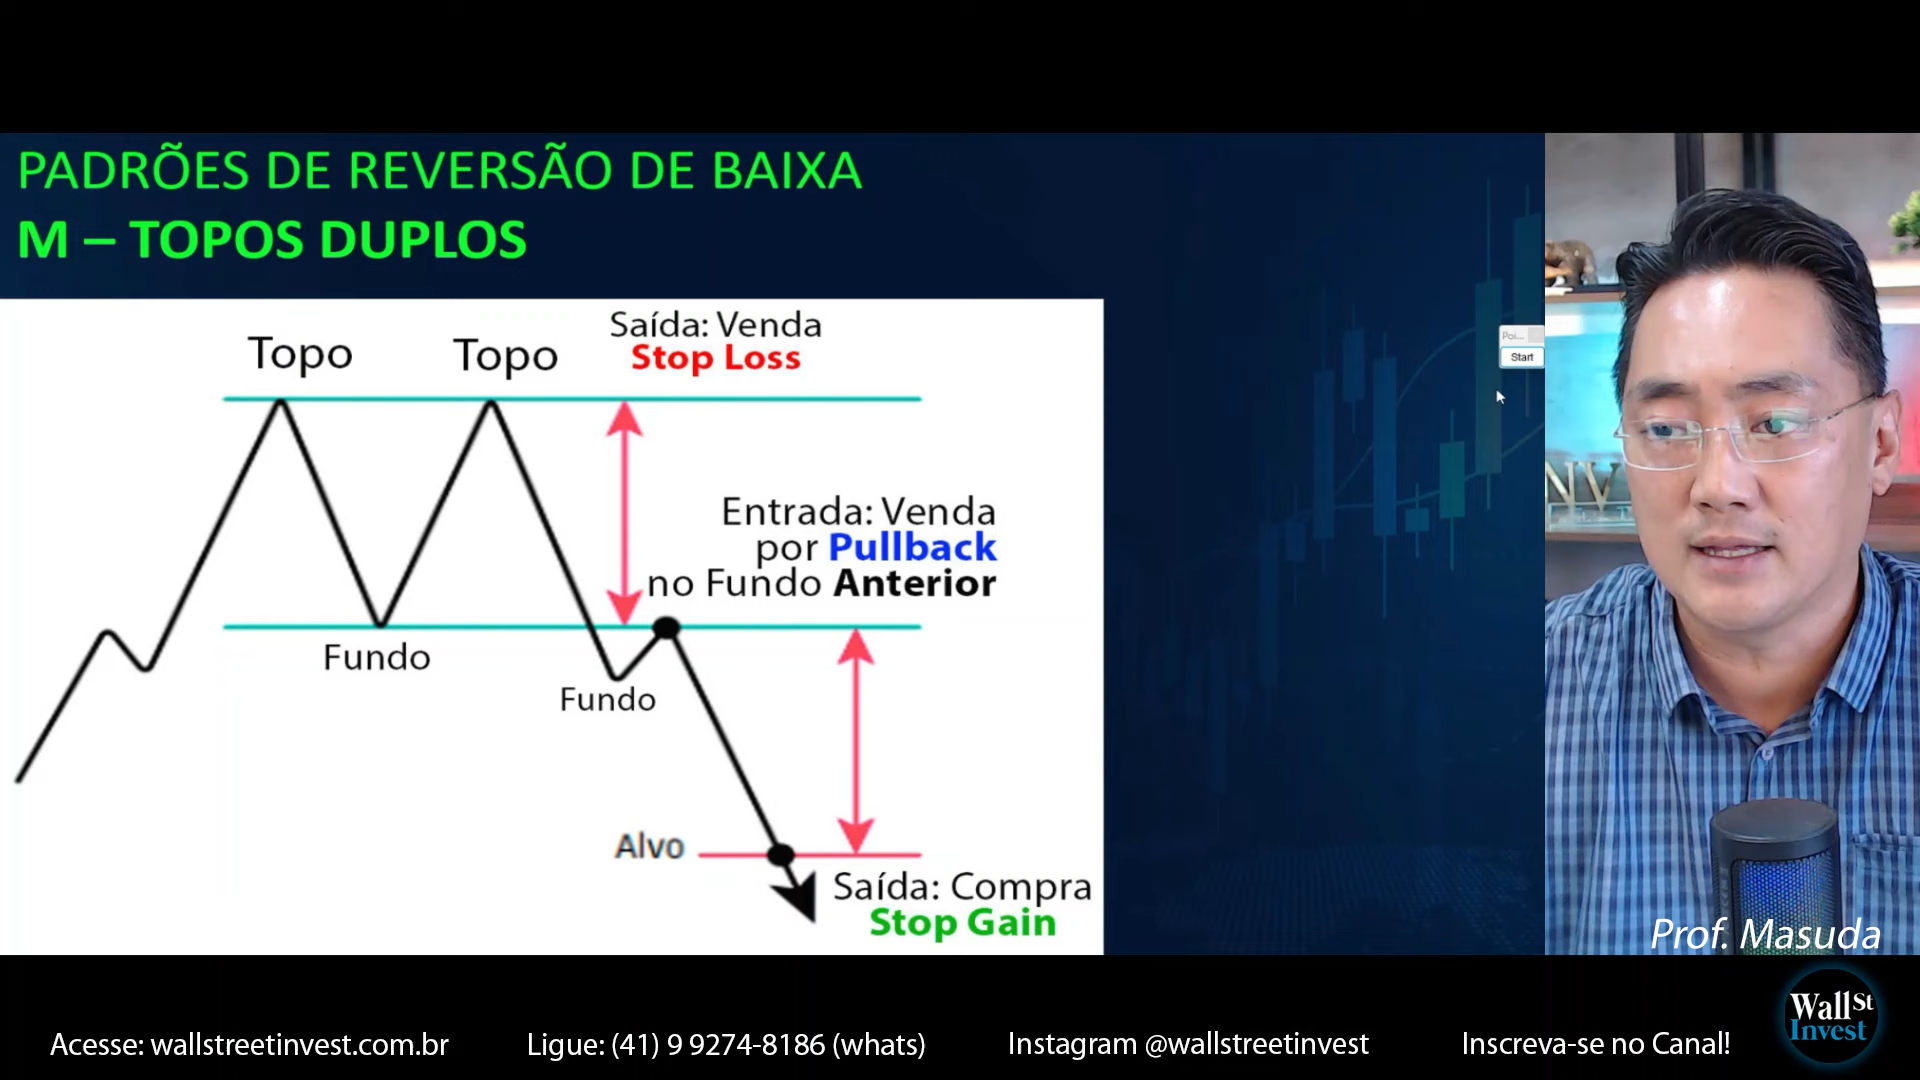 PADRÕES DE REVERSÃO DE BAIXA
M – TOPOS DUPLOS
Topo
Topo
Saída: Venda
Stop Loss
Entrada: Venda
por Pullback
no Fundo Anterior
Fundo
Fundo
Alvo
Saída: Compra
Stop Gain
Poi...
Start
NV
Prof. Masuda
Acesse: wallstreetinvest.com.br
Ligue: (41) 9 9274-8186 (whats)
Instagram @wallstreetinvest
Inscreva-se no Canal!
Wall St
Invest